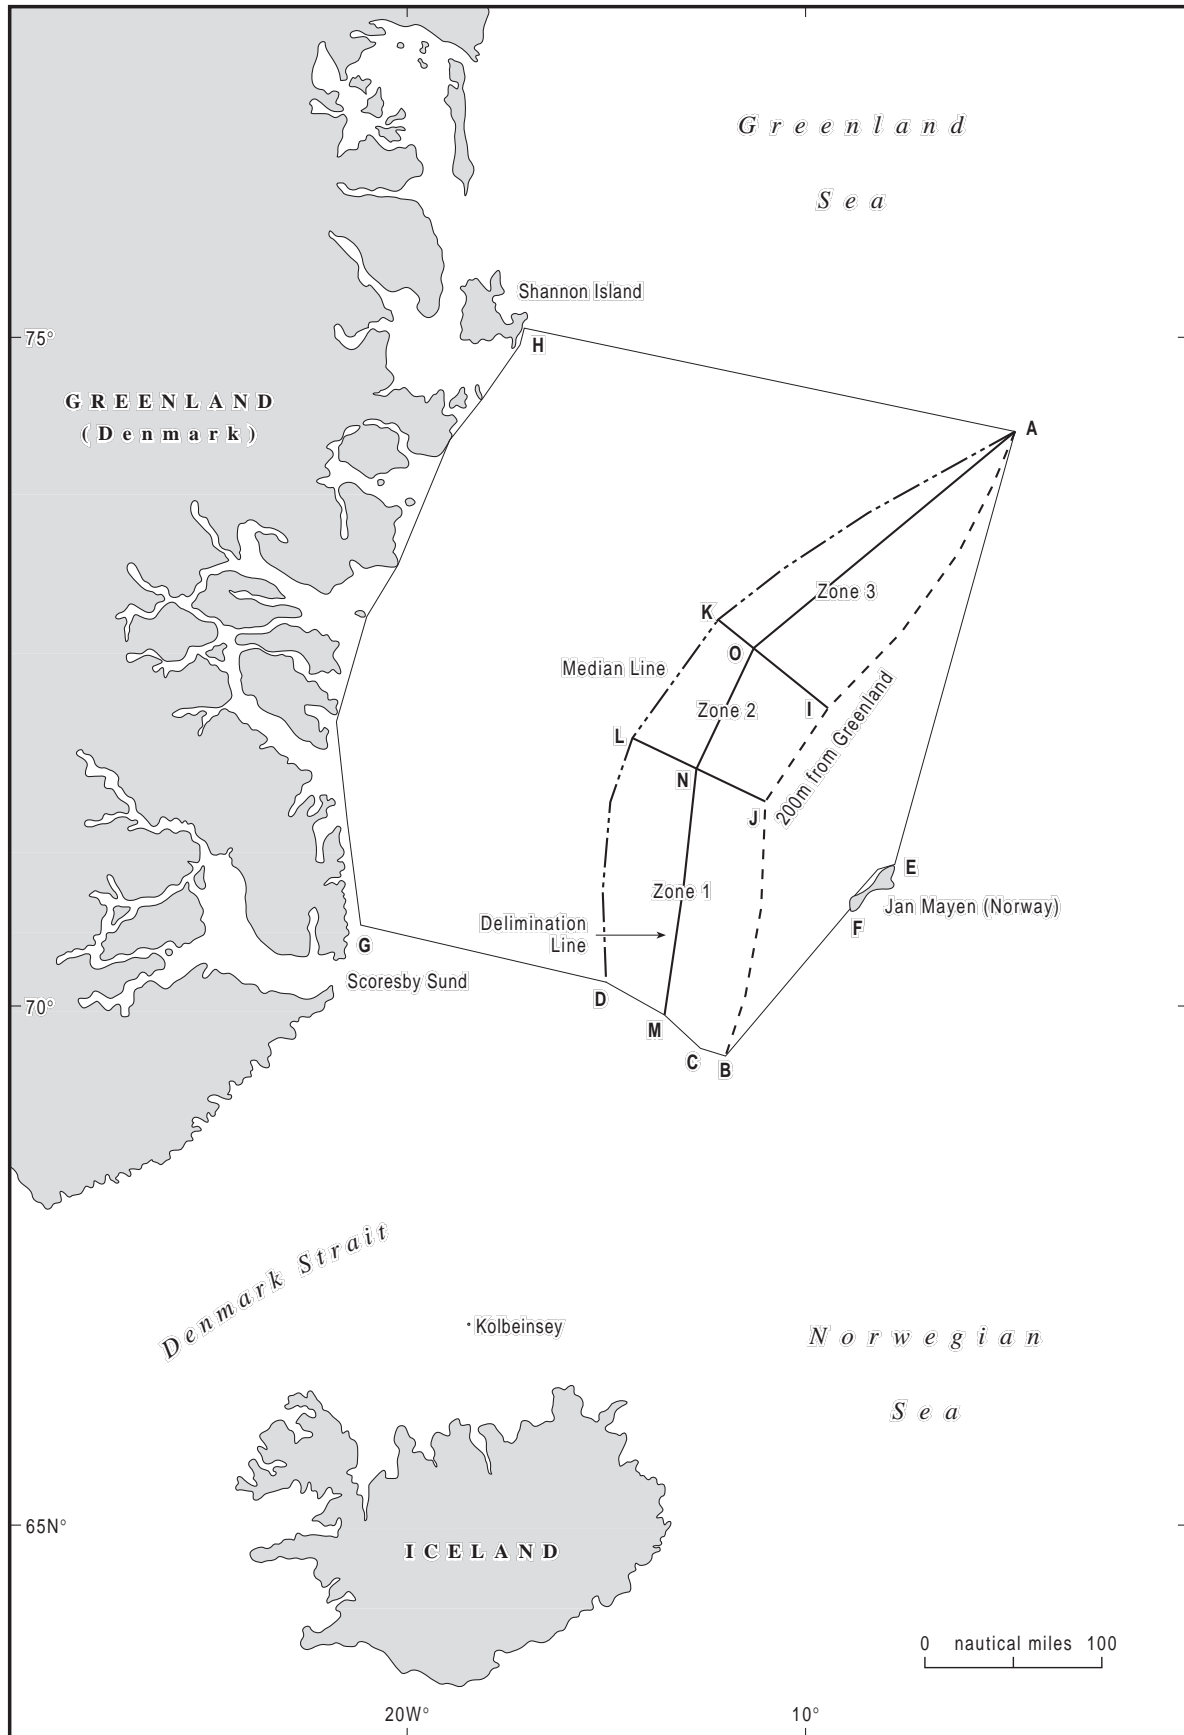 Greenland
Sea
Shannon Island
H
75°
GREENLAND
(Denmark)
A
Zone 3
K
O
Median Line
I
Zone 2
L
N
200m from Greenland
J
E
Zone 1
Jan Mayen (Norway)
Delimination
Line
F
G
Scoresby Sund
D
70°
M
C
B
Denmark Strait
Kolbeinsey
Norwegian
Sea
65N°
ICELAND
0 nautical miles 100
20W°
10°